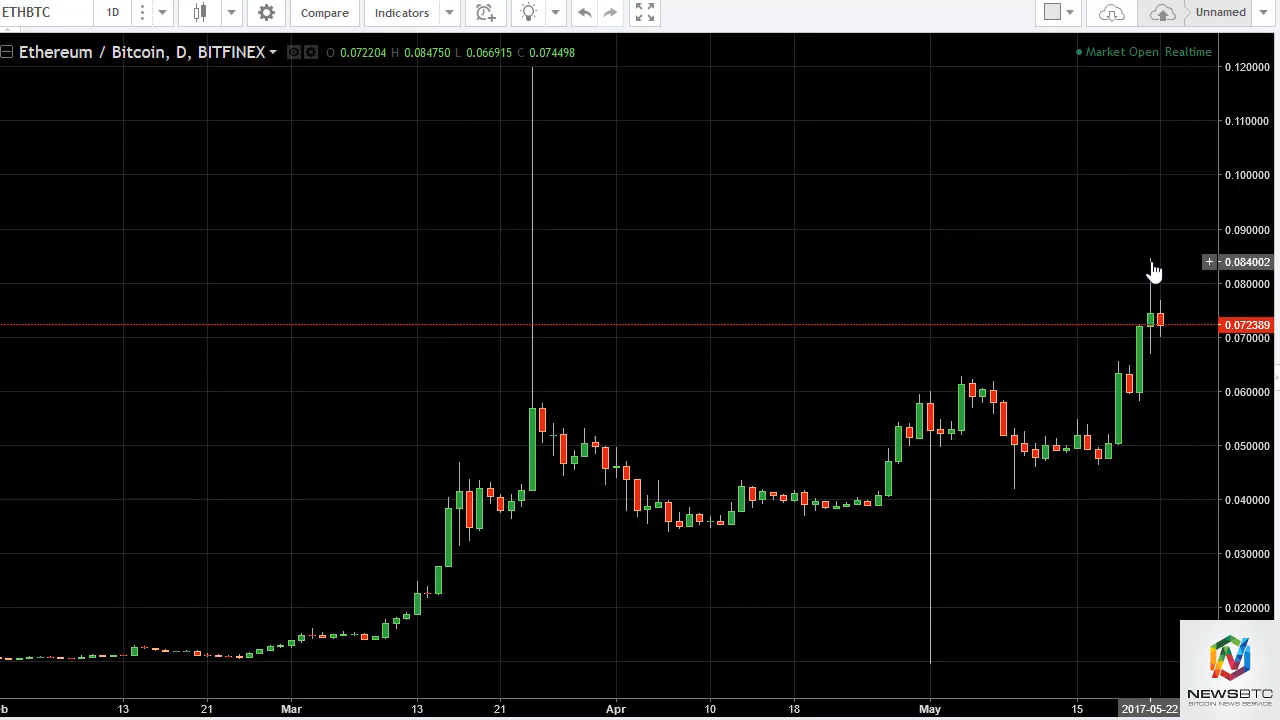 ETHBTC 1D Compare Indicators Unnamed
Ethereum / Bitcoin, D, BITFINEX O 0.072204 H 0.084750 L 0.066915 C 0.074498 Market Open Realtime
0.120000
0.110000
0.100000
0.090000
+ 0.084002
0.080000
0.072389
0.070000
0.060000
0.050000
0.040000
0.030000
0.020000
NEWSBTC
BITCOIN NEWS SERVICE
13 21 Mar 13 21 Apr 10 18 May 15 2017-05-22